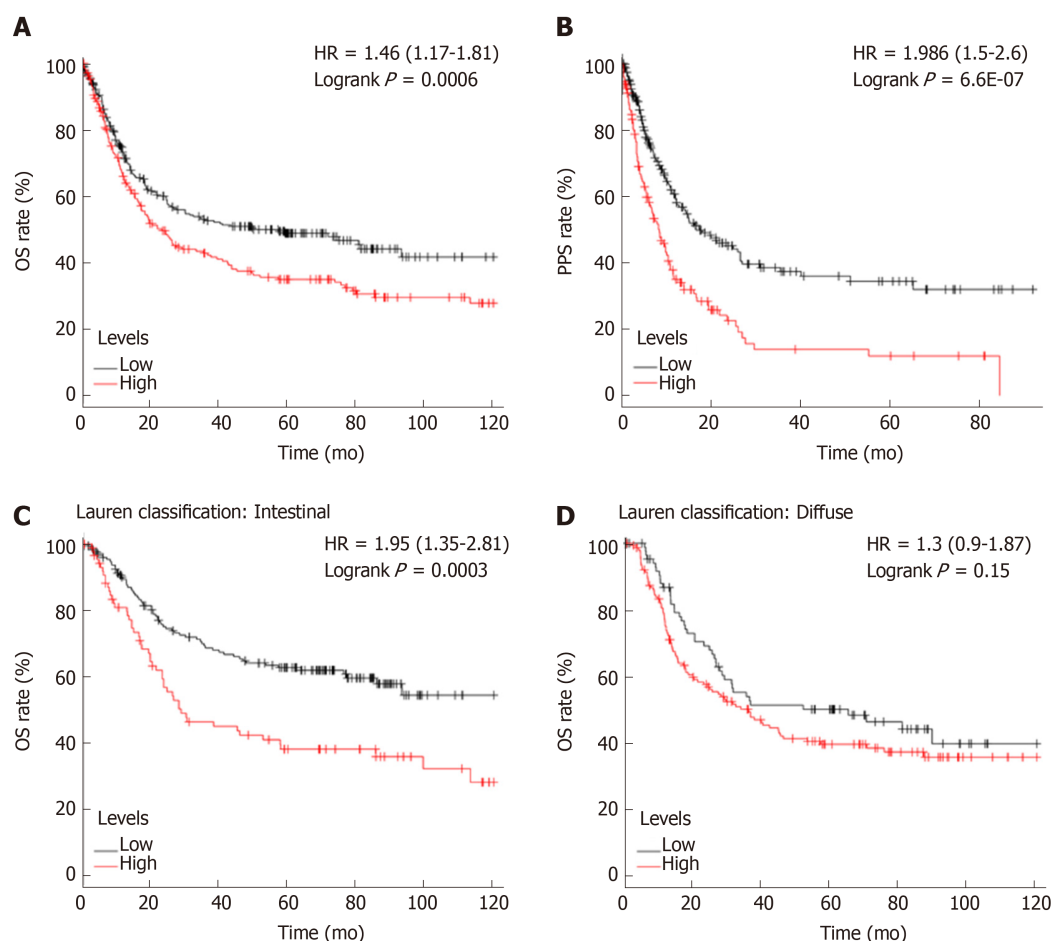 A
HR = 1.46 (1.17-1.81)
Logrank P = 0.0006
100
80
60
40
20
0
OS rate (%)
Levels
Low
High
0 20 40 60 80 100 120
Time (mo)
B
HR = 1.986 (1.5-2.6)
Logrank P = 6.6E-07
100
80
60
40
20
0
PPS rate (%)
Levels
Low
High
0 20 40 60 80
Time (mo)
C Lauren classification: Intestinal
HR = 1.95 (1.35-2.81)
Logrank P = 0.0003
100
80
60
40
20
0
OS rate (%)
Levels
Low
High
0 20 40 60 80 100 120
Time (mo)
D Lauren classification: Diffuse
HR = 1.3 (0.9-1.87)
Logrank P = 0.15
100
80
60
40
20
0
OS rate (%)
Levels
Low
High
0 20 40 60 80 100 120
Time (mo)